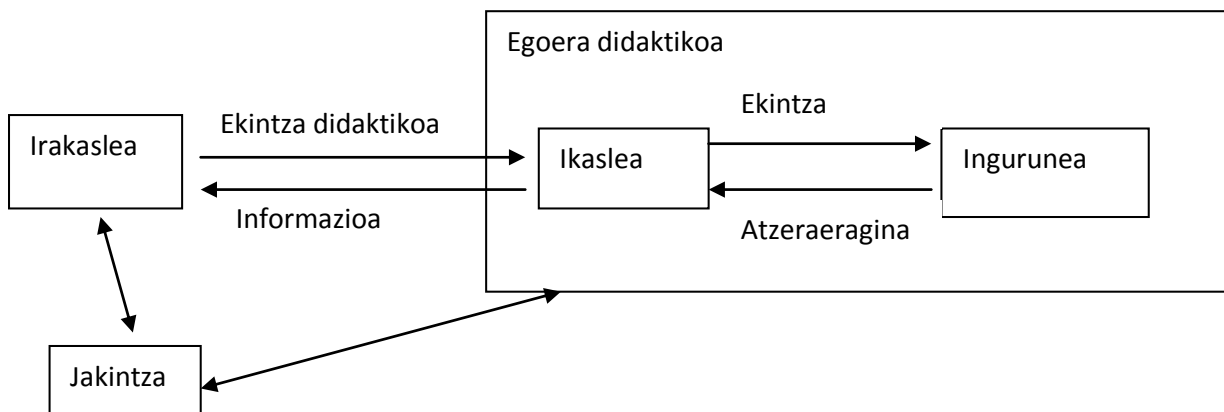 Egoera didaktikoa
Irakaslea
Ekintza didaktikoa
Informazioa
Ikaslea
Ekintza
Atzeraeragina
Ingurunea
Jakintza